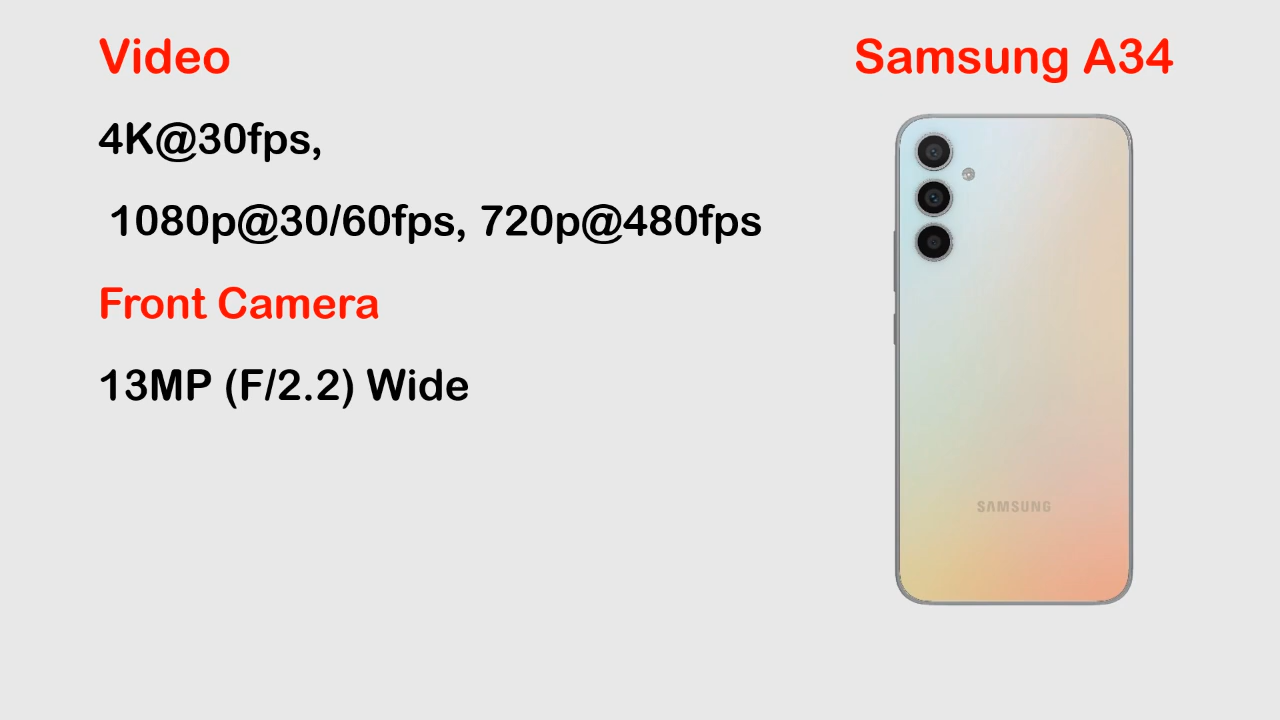 Video
Samsung A34
4K@30fps,
1080p@30/60fps, 720p@480fps
Front Camera
13MP (F/2.2) Wide
SAMSUNG